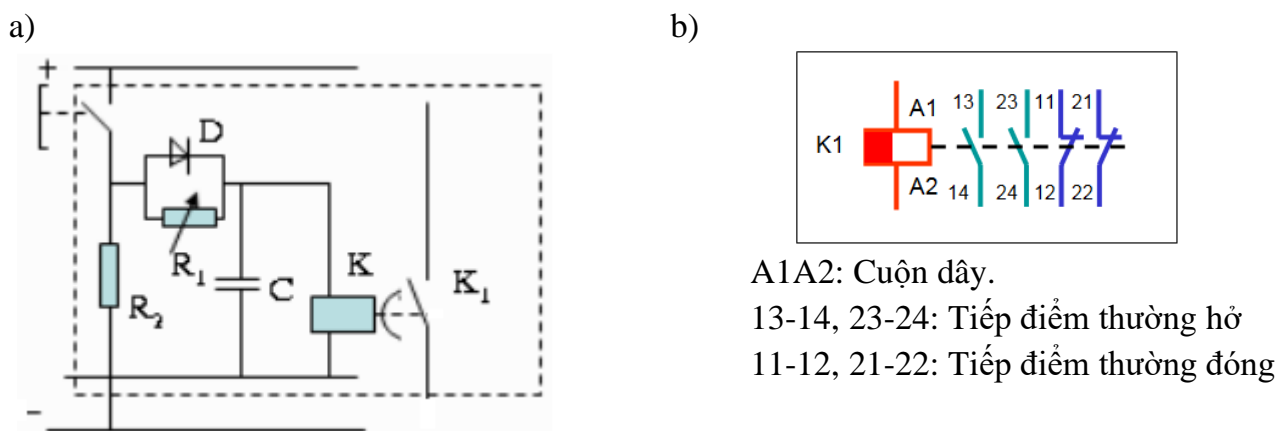 a)
+
D
R₁
C
K
K₁
R₂
−
b)
13 23 11 21
A1
K1
A2
14 24 12 22
A1A2: Cuộn dây.
13-14, 23-24: Tiếp điểm thường hở
11-12, 21-22: Tiếp điểm thường đóng